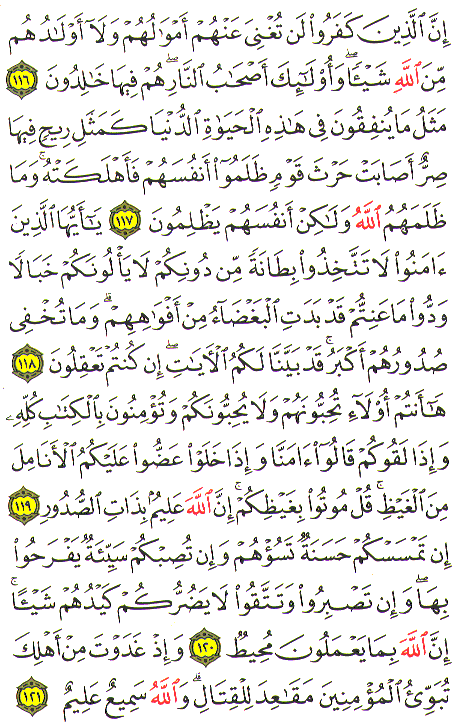 إِنَّ ٱلَّذِينَ كَفَرُوا۟ لَن تُغْنِىَ عَنْهُمْ أَمْوَٰلُهُمْ وَلَآ أَوْلَٰدُهُم
مِّنَ ٱللَّهِ شَيْـًٔا ۖ وَأُو۟لَٰٓئِكَ أَصْحَٰبُ ٱلنَّارِ ۚ هُمْ فِيهَا خَٰلِدُونَ ١١٦
مَثَلُ مَا يُنفِقُونَ فِى هَٰذِهِ ٱلْحَيَوٰةِ ٱلدُّنْيَا كَمَثَلِ رِيحٍ فِيهَا
صِرٌّ أَصَابَتْ حَرْثَ قَوْمٍ ظَلَمُوٓا۟ أَنفُسَهُمْ فَأَهْلَكَتْهُ ۚ وَمَا
ظَلَمَهُمُ ٱللَّهُ وَلَٰكِنْ أَنفُسَهُمْ يَظْلِمُونَ ١١٧ يَٰٓأَيُّهَا ٱلَّذِينَ
ءَامَنُوا۟ لَا تَتَّخِذُوا۟ بِطَانَةً مِّن دُونِكُمْ لَا يَأْلُونَكُمْ خَبَالًا
وَدُّوا۟ مَا عَنِتُّمْ قَدْ بَدَتِ ٱلْبَغْضَآءُ مِنْ أَفْوَٰهِهِمْ وَمَا تُخْفِى
صُدُورُهُمْ أَكْبَرُ ۚ قَدْ بَيَّنَّا لَكُمُ ٱلْءَايَٰتِ ۖ إِن كُنتُمْ تَعْقِلُونَ ١١٨
هَٰٓأَنتُمْ أُو۟لَآءِ تُحِبُّونَهُمْ وَلَا يُحِبُّونَكُمْ وَتُؤْمِنُونَ بِٱلْكِتَٰبِ كُلِّهِۦ
وَإِذَا لَقُوكُمْ قَالُوٓا۟ ءَامَنَّا وَإِذَا خَلَوْا۟ عَضُّوا۟ عَلَيْكُمُ ٱلْأَنَامِلَ
مِنَ ٱلْغَيْظِ ۚ قُلْ مُوتُوا۟ بِغَيْظِكُمْ ۗ إِنَّ ٱللَّهَ عَلِيمٌۢ بِذَاتِ ٱلصُّدُورِ ١١٩
إِن تَمْسَسْكُمْ حَسَنَةٌ تَسُؤْهُمْ وَإِن تُصِبْكُمْ سَيِّئَةٌ يَفْرَحُوا۟
بِهَا ۖ وَإِن تَصْبِرُوا۟ وَتَتَّقُوا۟ لَا يَضُرُّكُمْ كَيْدُهُمْ شَيْـًٔا ۗ
إِنَّ ٱللَّهَ بِمَا يَعْمَلُونَ مُحِيطٌ ١٢٠ وَإِذْ غَدَوْتَ مِنْ أَهْلِكَ
تُبَوِّئُ ٱلْمُؤْمِنِينَ مَقَٰعِدَ لِلْقِتَالِ ۗ وَٱللَّهُ سَمِيعٌ عَلِيمٌ ١٢١